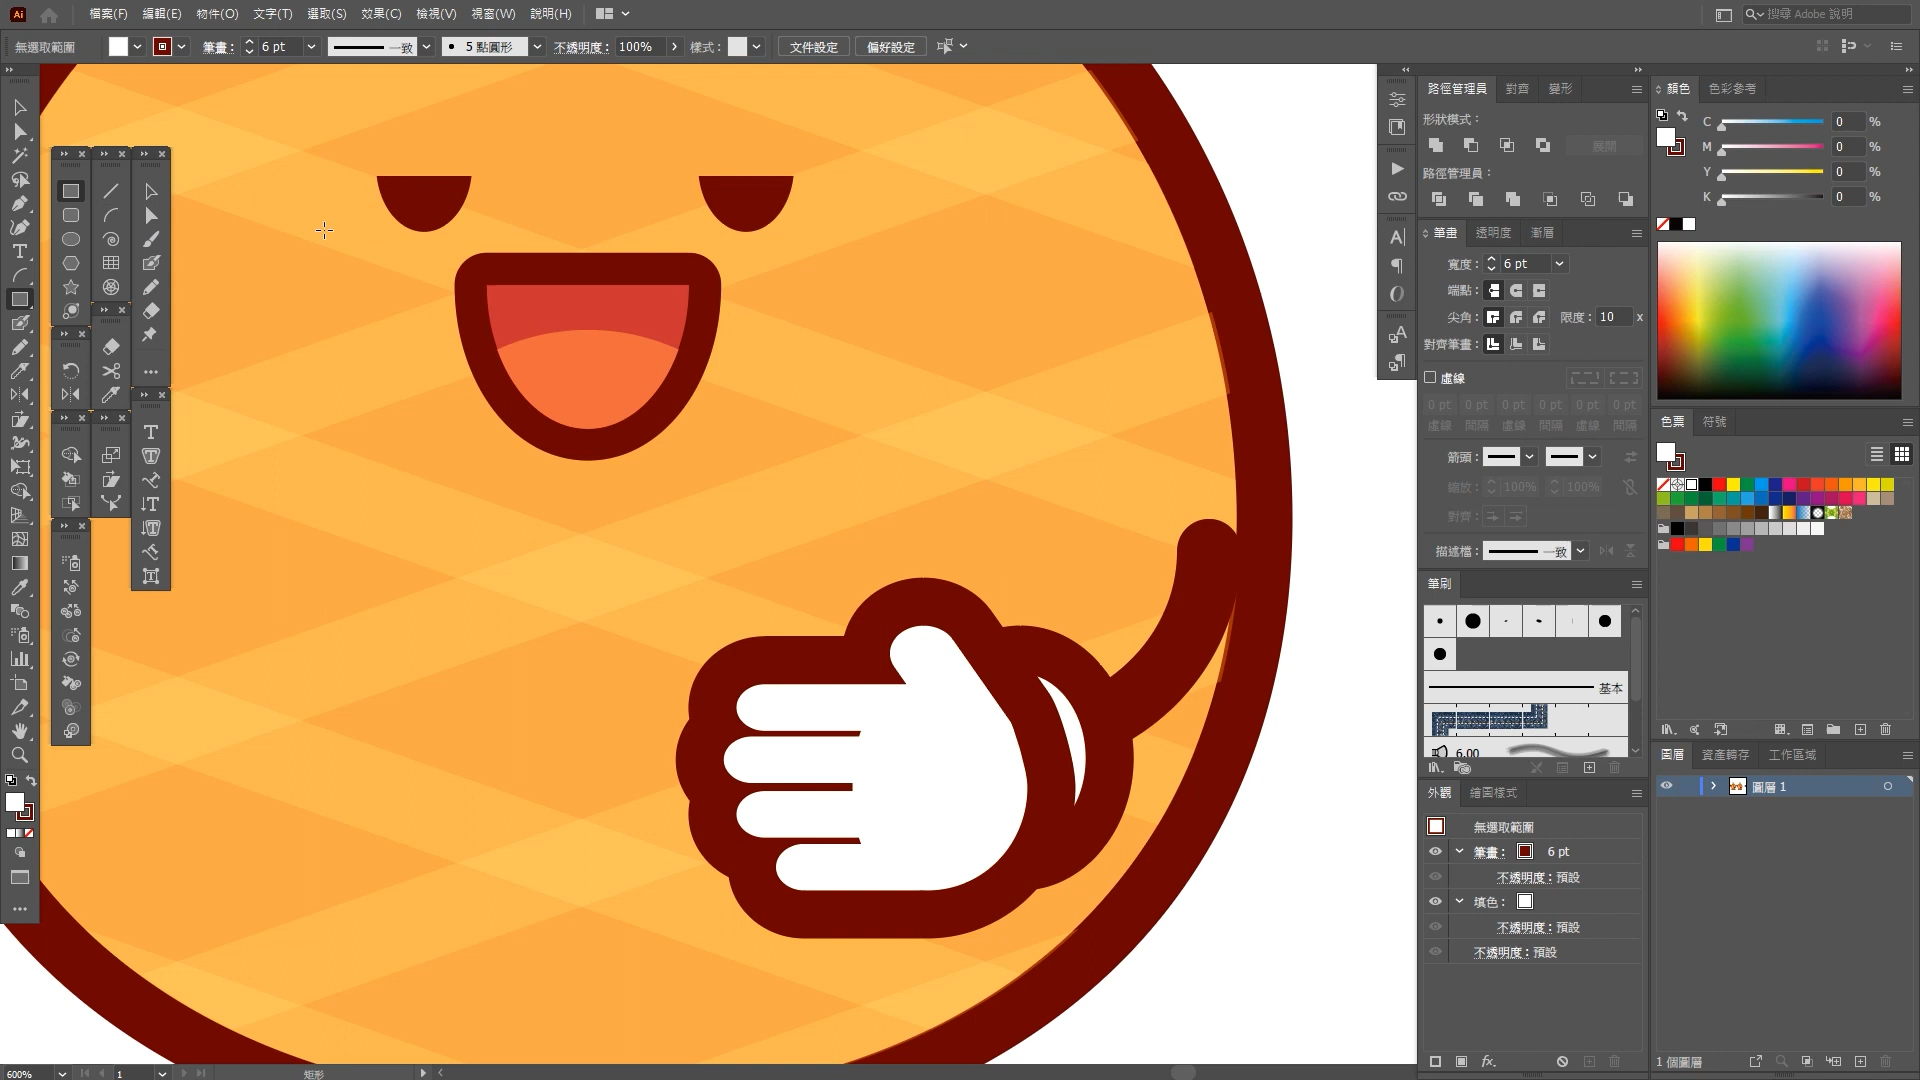 Ai 檔案(F) 編輯(E) 物件(O) 文字(T) 選取(S) 效果(C) 檢視(V) 視窗(W) 說明(H) 搜尋 Adobe 說明
無選取範圍 筆畫: 6 pt 一致 5 點圓形 不透明度: 100% 樣式: 文件設定 偏好設定
路徑管理員 對齊 變形
形狀模式:
展開
路徑管理員:
筆畫 透明度 漸層
寬度: 6 pt
端點:
尖角: 限度: 10 x
對齊筆畫:
虛線
0 pt 0 pt 0 pt 0 pt 0 pt 0 pt
虛線 間隔 虛線 間隔 虛線 間隔
箭頭:
縮放: 100% 100%
對齊:
描述檔: 一致
筆刷
基本
6.00
外觀 繪圖樣式
無選取範圍
筆畫: 6 pt
不透明度: 預設
填色:
不透明度: 預設
不透明度: 預設
fx
顏色 色彩參考
C 0 %
M 0 %
Y 0 %
K 0 %
色票 符號
圖層 資產轉存 工作區域
圖層 1
1 個圖層
600% 1 矩形